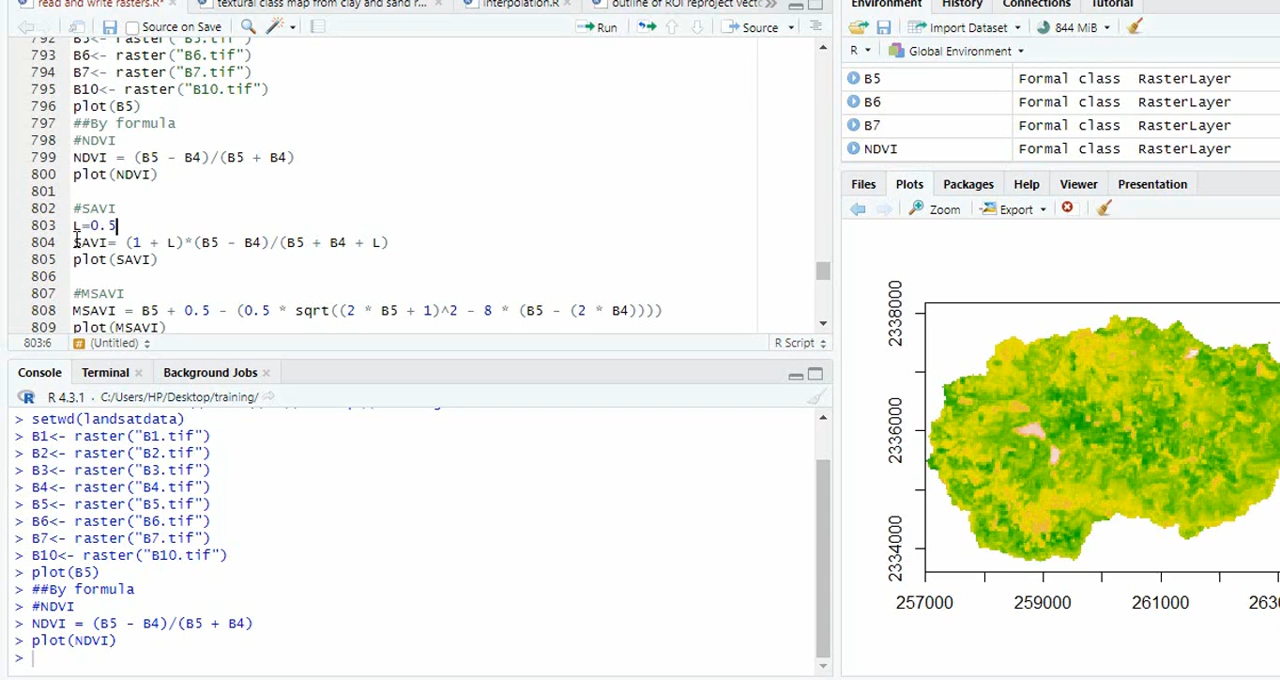 read and write rasters.R*
textural class map from clay and sand r...
interpolation.R
outline of ROI reproject vect
Source on Save
Run
Source
792 B5<- raster("B5.tif")
793 B6<- raster("B6.tif")
794 B7<- raster("B7.tif")
795 B10<- raster("B10.tif")
796 plot(B5)
797 ##By formula
798 #NDVI
799 NDVI = (B5 - B4)/(B5 + B4)
800 plot(NDVI)
801
802 #SAVI
803 L=0.5
804 SAVI= (1 + L)*(B5 - B4)/(B5 + B4 + L)
805 plot(SAVI)
806
807 #MSAVI
808 MSAVI = B5 + 0.5 - (0.5 * sqrt((2 * B5 + 1)^2 - 8 * (B5 - (2 * B4))))
809 plot(MSAVI)
803:6
(Untitled)
R Script
Console
Terminal
Background Jobs
R 4.3.1 · C:/Users/HP/Desktop/training/
> setwd(landsatdata)
> B1<- raster("B1.tif")
> B2<- raster("B2.tif")
> B3<- raster("B3.tif")
> B4<- raster("B4.tif")
> B5<- raster("B5.tif")
> B6<- raster("B6.tif")
> B7<- raster("B7.tif")
> B10<- raster("B10.tif")
> plot(B5)
> ##By formula
> #NDVI
> NDVI = (B5 - B4)/(B5 + B4)
> plot(NDVI)
>
Environment
History
Connections
Tutorial
Import Dataset
844 MiB
R
Global Environment
B5 Formal class RasterLayer
B6 Formal class RasterLayer
B7 Formal class RasterLayer
NDVI Formal class RasterLayer
Files
Plots
Packages
Help
Viewer
Presentation
Zoom
Export
2338000
2336000
2334000
257000
259000
261000
2630